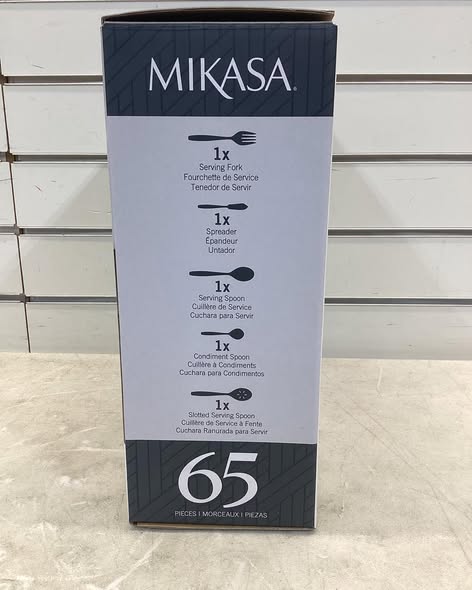 MIKASA
1x
Serving Fork
Fourchette de Service
Tenedor de Servir
1x
Spreader
Épandeur
Untador
1x
Serving Spoon
Cuillère de Service
Cuchara para Servir
1x
Condiment Spoon
Cuillère à Condiments
Cuchara para Condimentos
1x
Slotted Serving Spoon
Cuillère de Service à Fente
Cuchara Ranurada para Servir
65
PIECES | MORCEAUX | PIEZAS